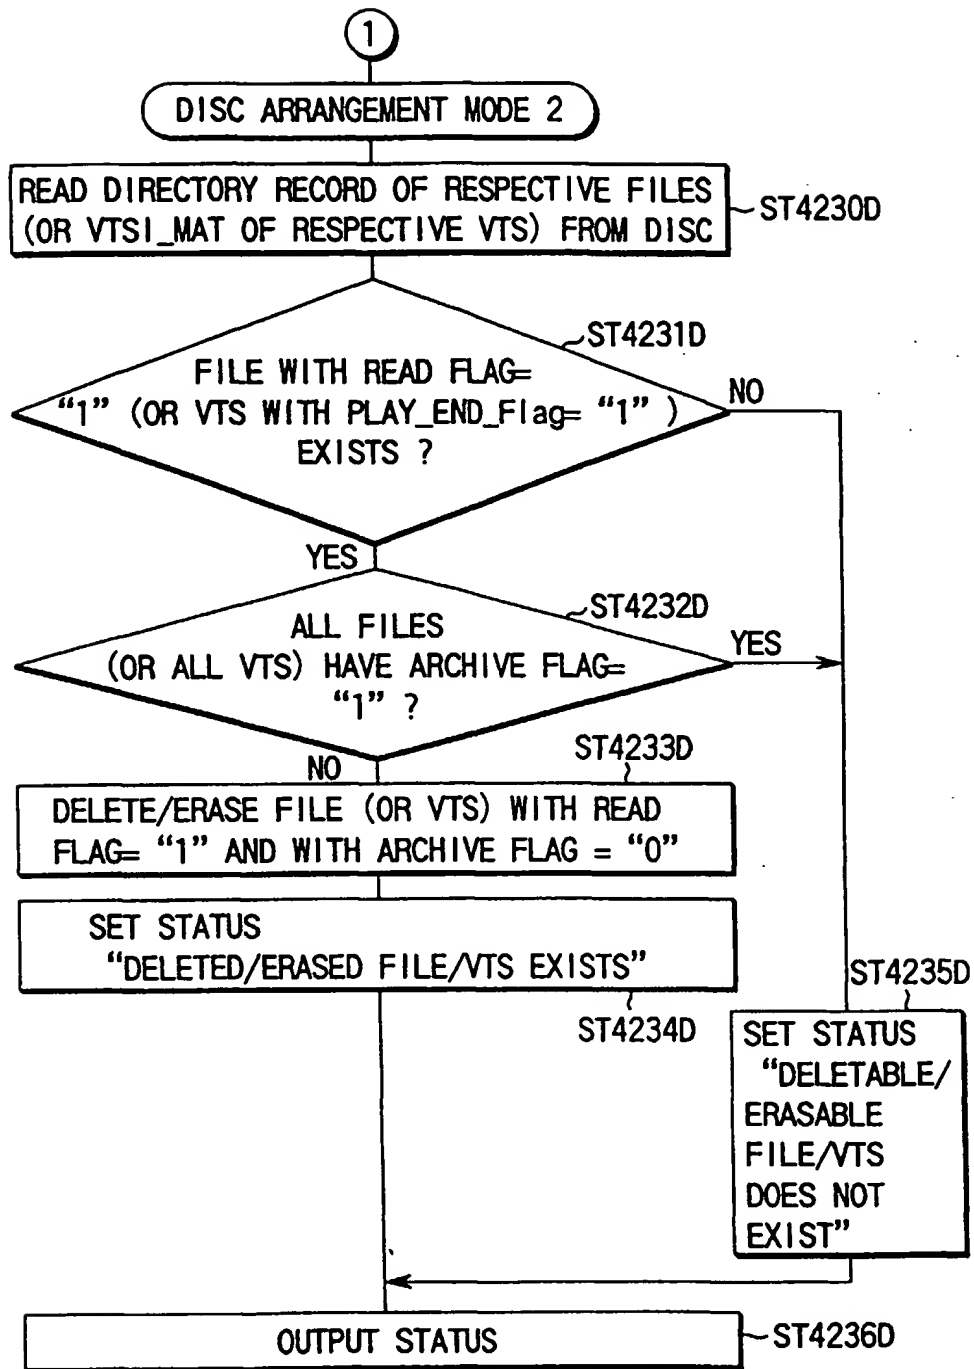 1
DISC ARRANGEMENT MODE 2
READ DIRECTORY RECORD OF RESPECTIVE FILES
(OR VTSI_MAT OF RESPECTIVE VTS) FROM DISC
ST4230D
ST4231D
FILE WITH READ FLAG=
“1” (OR VTS WITH PLAY_END_Flag= “1” )
EXISTS ?
NO
YES
ST4232D
ALL FILES
(OR ALL VTS) HAVE ARCHIVE FLAG=
“1” ?
YES
NO
ST4233D
DELETE/ERASE FILE (OR VTS) WITH READ
FLAG= “1” AND WITH ARCHIVE FLAG = “0”
SET STATUS
“DELETED/ERASED FILE/VTS EXISTS”
ST4234D
ST4235D
SET STATUS
“DELETABLE/
ERASABLE
FILE/VTS
DOES NOT
EXIST”
OUTPUT STATUS
ST4236D